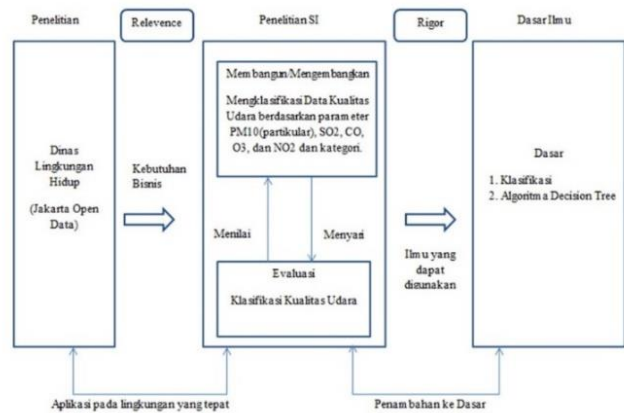 Penelitian
Relevence
Penelitian SI
Rigor
Dasar Ilmu
Dinas
Lingkungan
Hidup
(Jakarta Open
Data)
Kebutuhan
Bisnis
Membangun/Mengembangkan
Mengklasifikasi Data Kualitas
Udara berdasarkan parameter
PM10(partikular), SO2, CO,
O3, dan NO2 dan kategori.
Menilai
Menyari
Evaluasi
Klasifikasi Kualitas Udara
Ilmu yang
dapat
digunakan
Dasar
1. Klasifikasi
2. Algoritma Decision Tree
Aplikasi pada lingkungan yang tepat
Penambahan ke Dasar